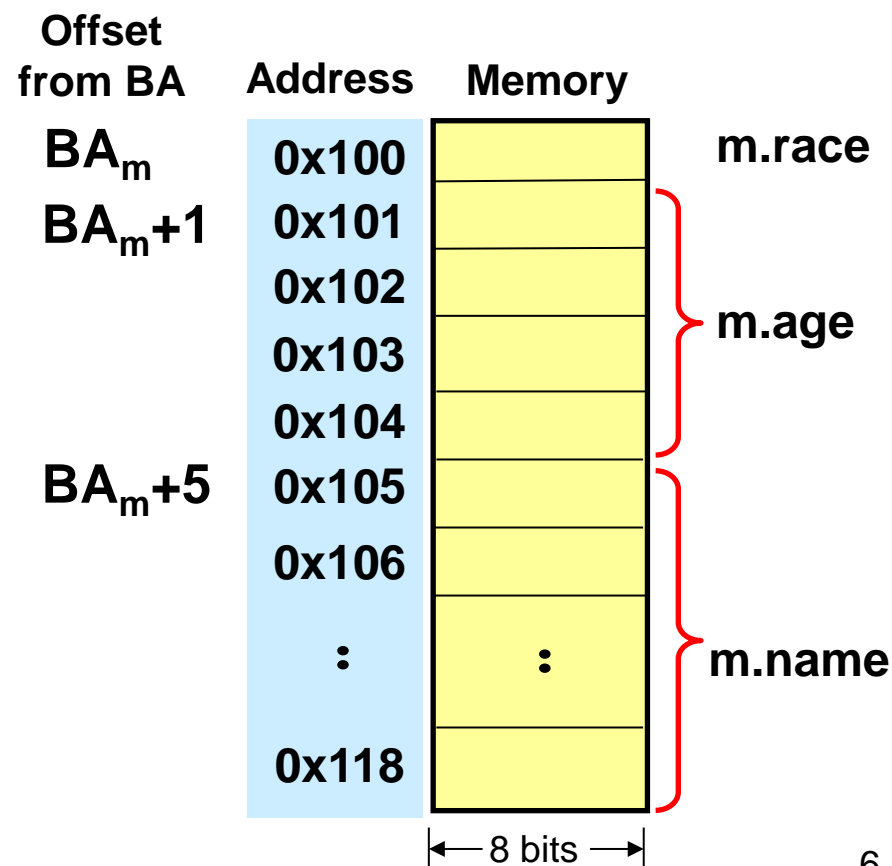 Offset
from BA Address Memory
BAm 0x100 m.race
BAm+1 0x101
0x102
0x103 m.age
0x104
BAm+5 0x105
0x106
: : m.name
0x118
8 bits
6